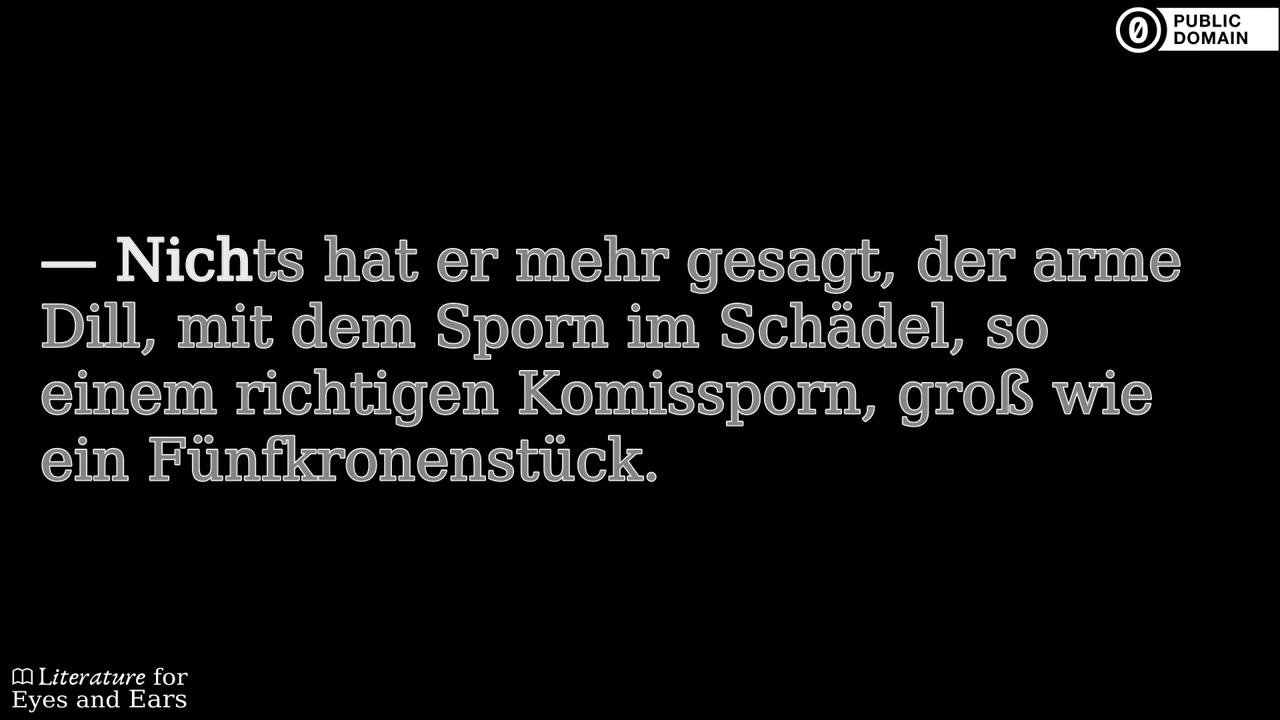 PUBLIC
DOMAIN
— Nichts hat er mehr gesagt, der arme
Dill, mit dem Sporn im Schädel, so
einem richtigen Komissporn, groß wie
ein Fünfkronenstück.
Literature for
Eyes and Ears